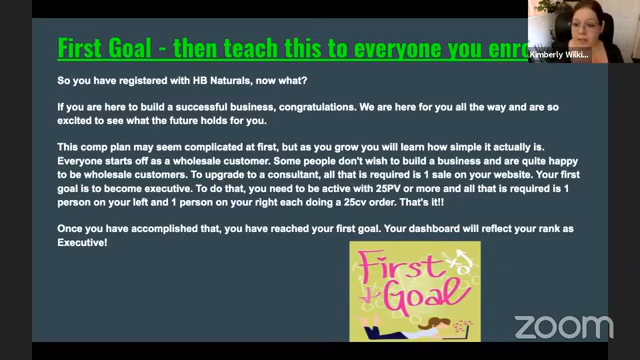 First Goal - then teach this to everyone you enro
Kimberly Wilki...
So you have registered with HB Naturals, now what?
If you are here to build a successful business, congratulations. We are here for you all the way and are so
excited to see what the future holds for you.
This comp plan may seem complicated at first, but as you grow you will learn how simple it actually is.
Everyone starts off as a wholesale customer. Some people don't wish to build a business and are quite happy
to be wholesale customers. To upgrade to a consultant, all that is required is 1 sale on your website. Your first
goal is to become executive. To do that, you need to be active with 25PV or more and all that is required is 1
person on your left and 1 person on your right each doing a 25cv order. That's it!!
Once you have accomplished that, you have reached your first goal. Your dashboard will reflect your rank as
Executive!
First
Goal
zoom